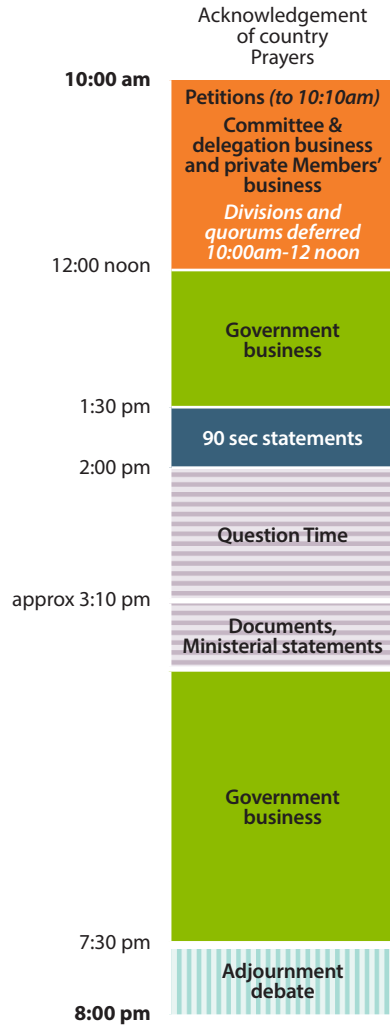 Acknowledgement
of country
Prayers
10:00 am
Petitions (to 10:10am)
Committee &
delegation business
and private Members’
business
Divisions and
quorums deferred
10:00am-12 noon
12:00 noon
Government
business
1:30 pm
90 sec statements
2:00 pm
Question Time
approx 3:10 pm
Documents,
Ministerial statements
Government
business
7:30 pm
Adjournment
debate
8:00 pm